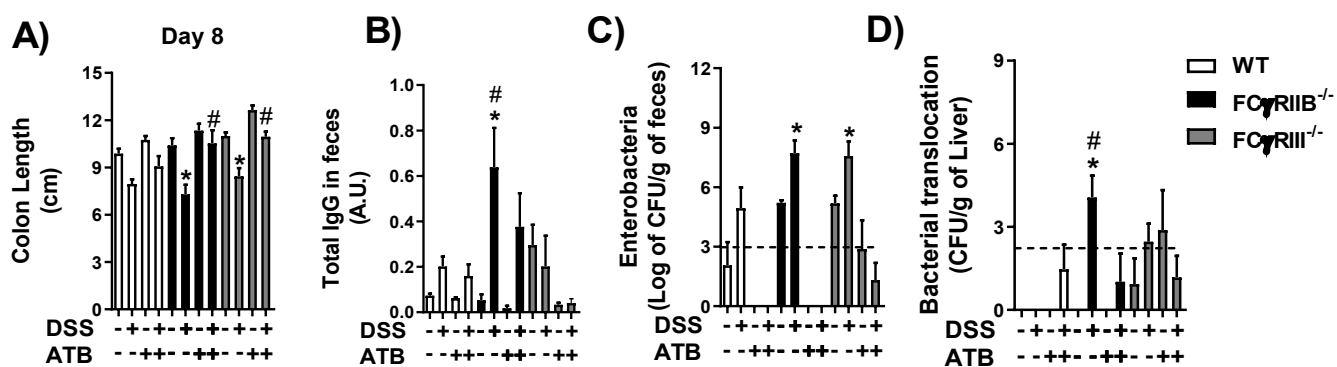 A)
Day 8
Colon Length
(cm)
15
12
9
6
3
0
* # * #
DSS
-+-+-+-+-+-+
ATB
--++--++--++
B)
Total IgG in feces
(A.U.)
1.0
0.8
0.6
0.4
0.2
0.0
#
*
DSS
-+-+-+-+-+-+
ATB
--++--++--++
C)
Enterobacteria
(Log of CFU/g of feces)
12
9
6
3
0
* *
DSS
-+-+-+-+-+-+
ATB
--++--++--++
D)
Bacterial translocation
(CFU/g of Liver)
9
6
3
0
#
*
DSS
-+-+-+-+-+-+
ATB
--++--++--++
WT
FCγRIIB-/-
FCγRIII-/-